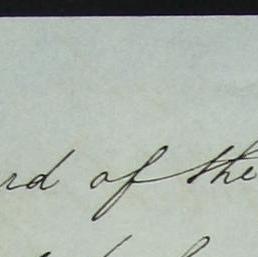 rd of the